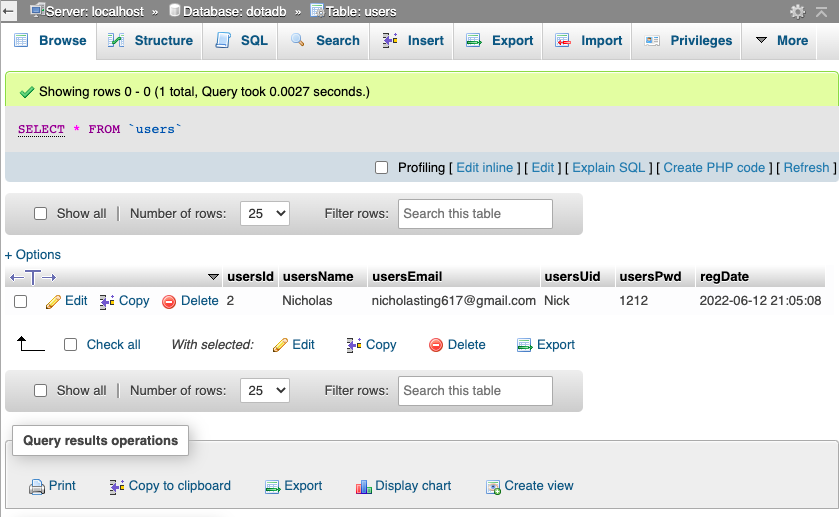 Server: localhost » Database: dotadb » Table: users
Browse Structure SQL Search Insert Export Import Privileges More
Showing rows 0 - 0 (1 total, Query took 0.0027 seconds.)
SELECT * FROM `users`
Profiling [ Edit inline ] [ Edit ] [ Explain SQL ] [ Create PHP code ] [ Refresh ]
Show all | Number of rows: 25 Filter rows: Search this table
+ Options
usersId usersName usersEmail usersUid usersPwd regDate
Edit Copy Delete 2 Nicholas nicholasting617@gmail.com Nick 1212 2022-06-12 21:05:08
Check all With selected: Edit Copy Delete Export
Show all | Number of rows: 25 Filter rows: Search this table
Query results operations
Print Copy to clipboard Export Display chart Create view